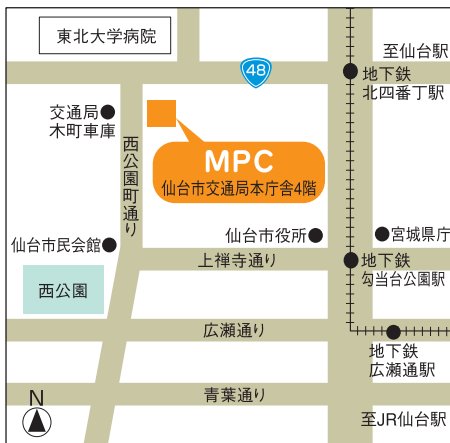 東北大学病院
至仙台駅
48
地下鉄
北四番丁駅
交通局
木町車庫
MPC
仙台市交通局本庁舎4階
西公園町通り
仙台市役所
宮城県庁
仙台市民会館
上禅寺通り
地下鉄
勾当台公園駅
西公園
広瀬通り
地下鉄
広瀬通駅
青葉通り
N
至JR仙台駅